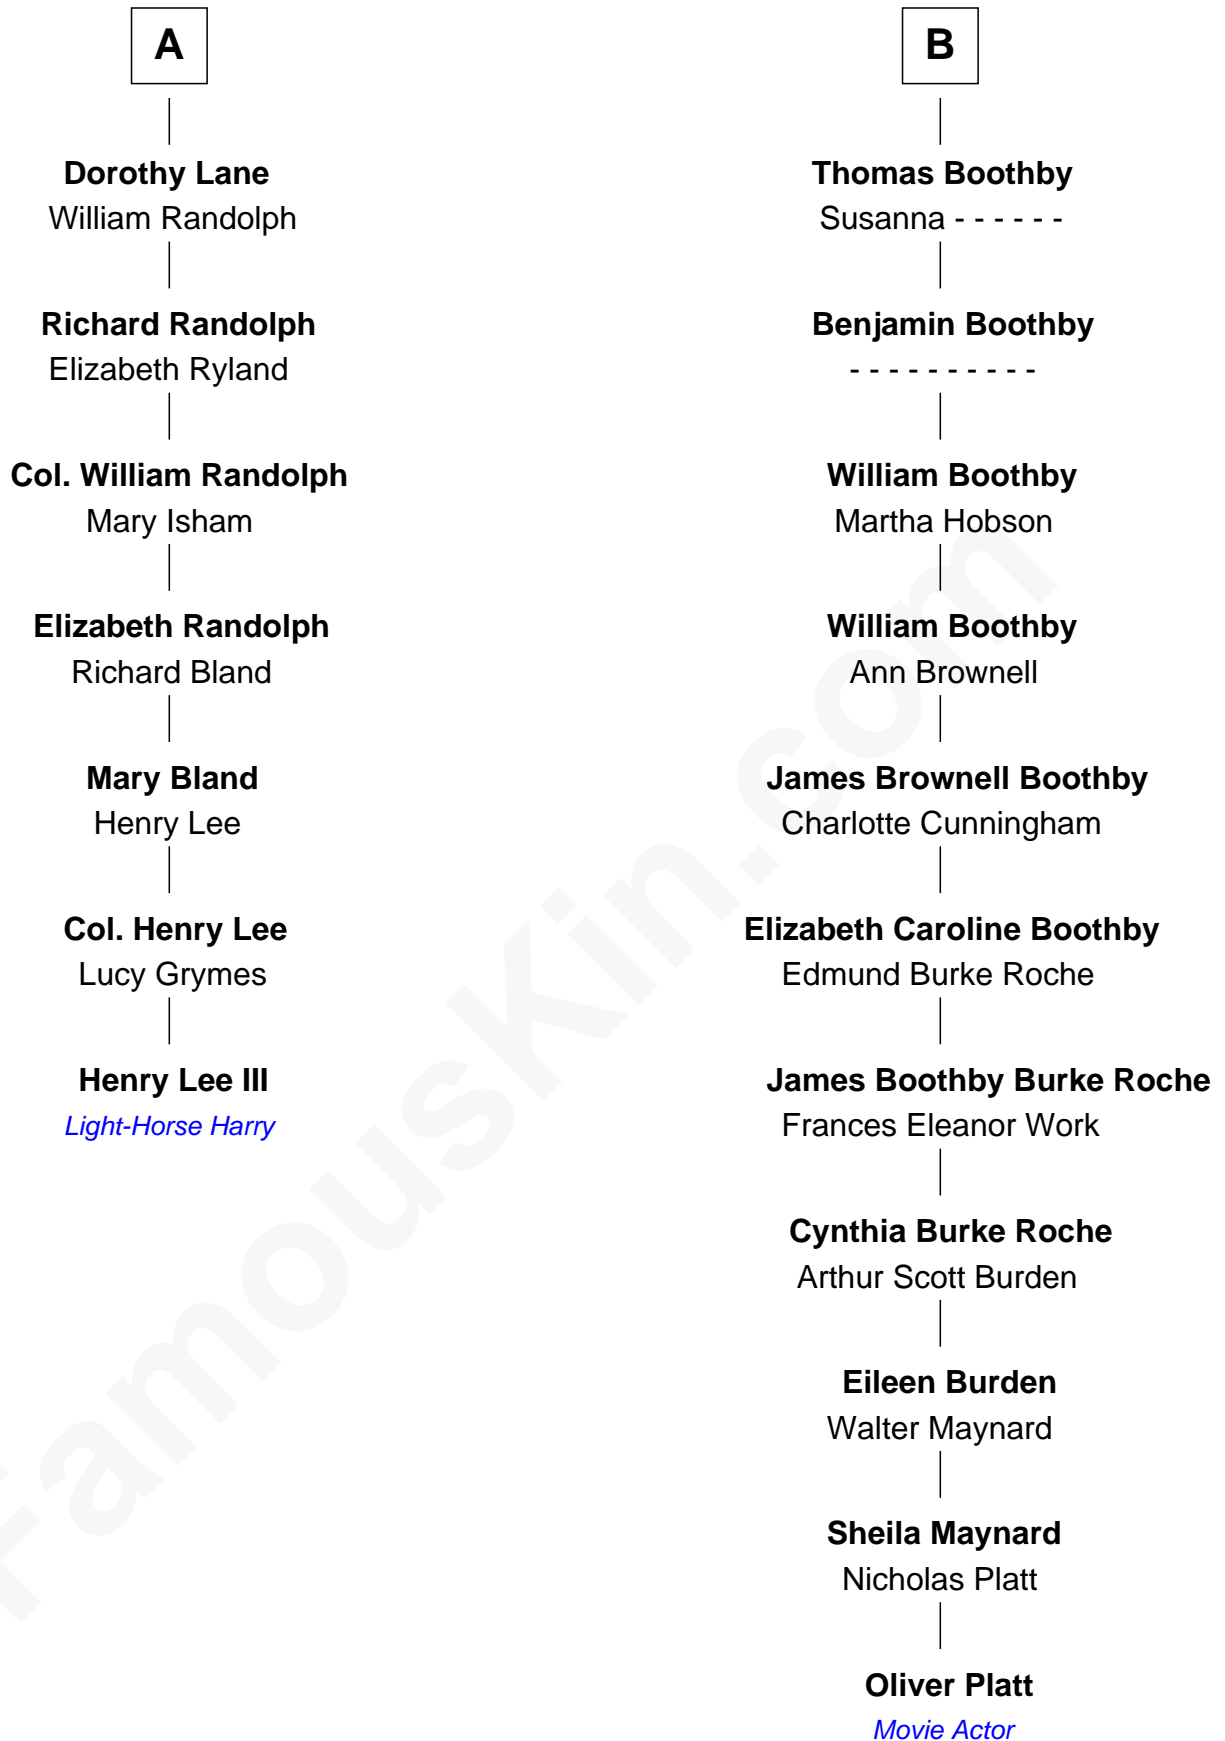 A
Dorothy Lane
William Randolph
Richard Randolph
Elizabeth Ryland
Col. William Randolph
Mary Isham
Elizabeth Randolph
Richard Bland
Mary Bland
Henry Lee
Col. Henry Lee
Lucy Grymes
Henry Lee III
Light-Horse Harry
B
Thomas Boothby
Susanna - - - - - -
Benjamin Boothby
- - - - - - - - - -
William Boothby
Martha Hobson
William Boothby
Ann Brownell
James Brownell Boothby
Charlotte Cunningham
Elizabeth Caroline Boothby
Edmund Burke Roche
James Boothby Burke Roche
Frances Eleanor Work
Cynthia Burke Roche
Arthur Scott Burden
Eileen Burden
Walter Maynard
Sheila Maynard
Nicholas Platt
Oliver Platt
Movie Actor
FamousKin.com